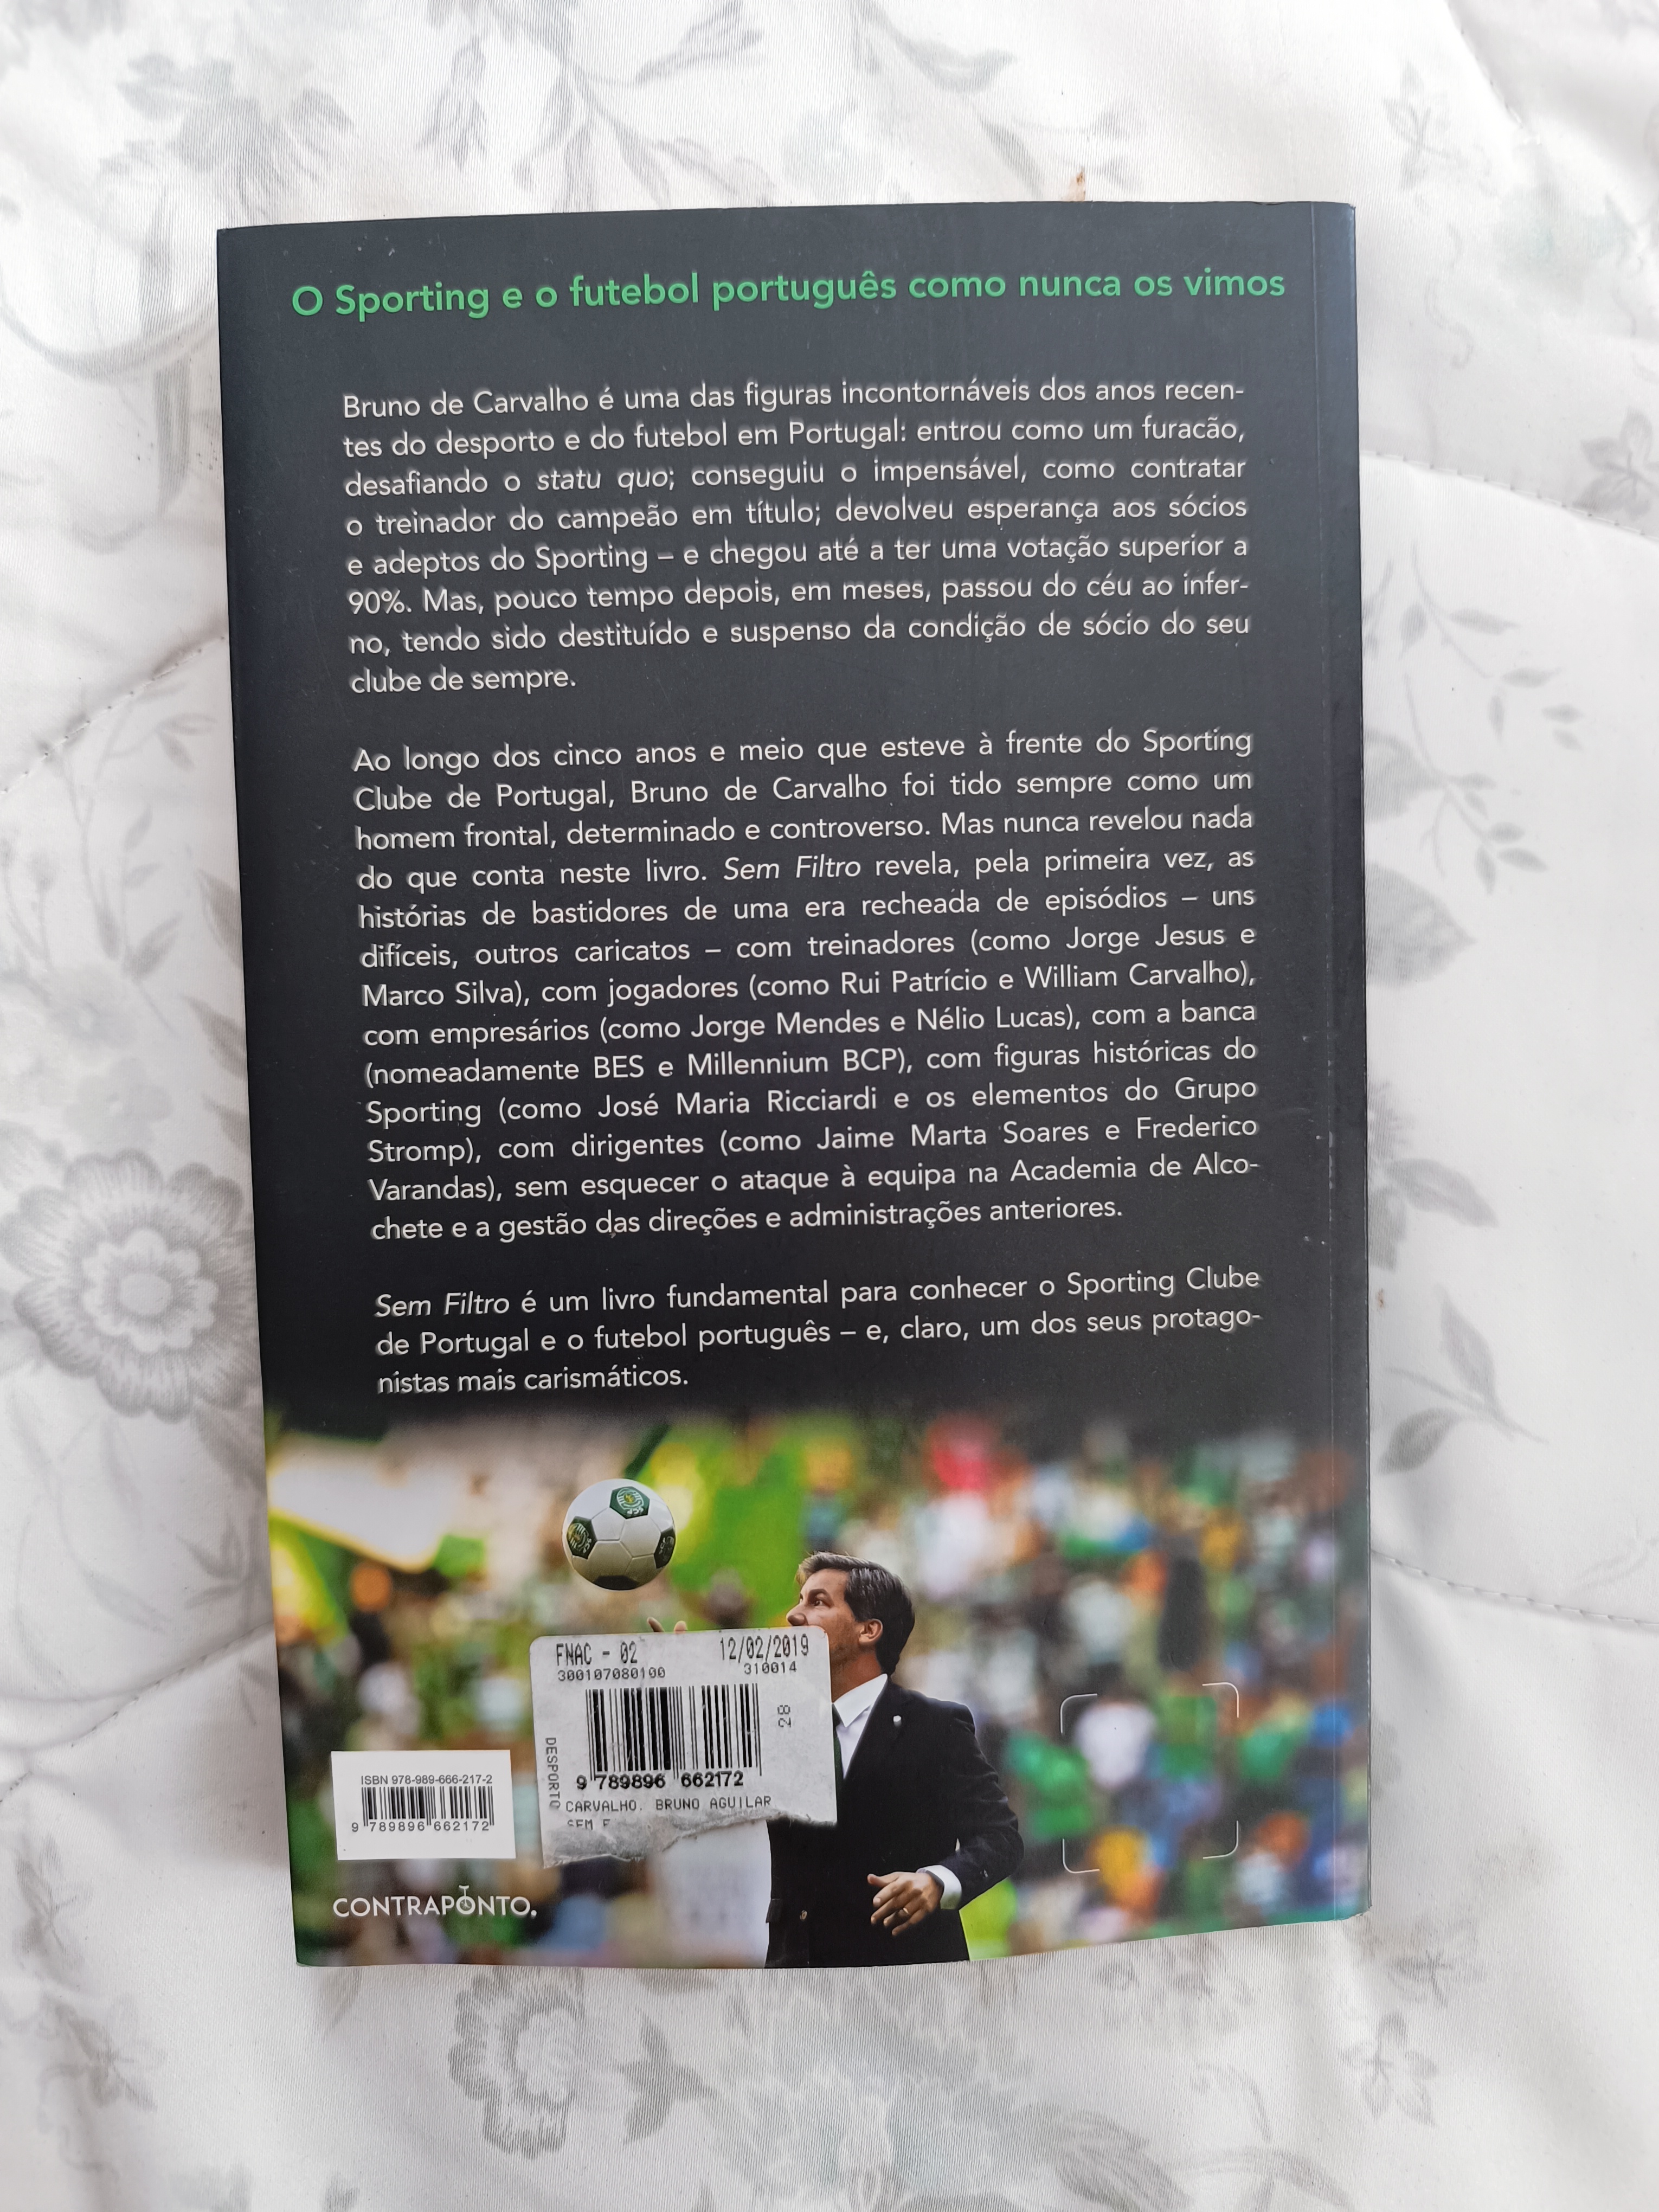 O Sporting e o futebol português como nunca os vimos
Bruno de Carvalho é uma das figuras incontornáveis dos anos recen-
tes do desporto e do futebol em Portugal: entrou como um furacão,
desafiando o statu quo; conseguiu o impensável, como contratar
o treinador do campeão em título; devolveu esperança aos sócios
e adeptos do Sporting – e chegou até a ter uma votação superior a
90%. Mas, pouco tempo depois, em meses, passou do céu ao infer-
no, tendo sido destituído e suspenso da condição de sócio do seu
clube de sempre.
Ao longo dos cinco anos e meio que esteve à frente do Sporting
Clube de Portugal, Bruno de Carvalho foi tido sempre como um
homem frontal, determinado e controverso. Mas nunca revelou nada
do que conta neste livro. Sem Filtro revela, pela primeira vez, as
histórias de bastidores de uma era recheada de episódios – uns
difíceis, outros caricatos – com treinadores (como Jorge Jesus e
Marco Silva), com jogadores (como Rui Patrício e William Carvalho),
com empresários (como Jorge Mendes e Nélio Lucas), com a banca
(nomeadamente BES e Millennium BCP), com figuras históricas do
Sporting (como José Maria Ricciardi e os elementos do Grupo
Stromp), com dirigentes (como Jaime Marta Soares e Frederico
Varandas), sem esquecer o ataque à equipa na Academia de Alco-
chete e a gestão das direções e administrações anteriores.
Sem Filtro é um livro fundamental para conhecer o Sporting Clube
de Portugal e o futebol português – e, claro, um dos seus protago-
nistas mais carismáticos.
FNAC - 02 12/02/2019
300107080100 310014
28
DESPORTO
9 789896 662172
CARVALHO. BRUNO AGUILAR
SEM F
ISBN 978-989-666-217-2
9 789896 662172
CONTRAPONTO.